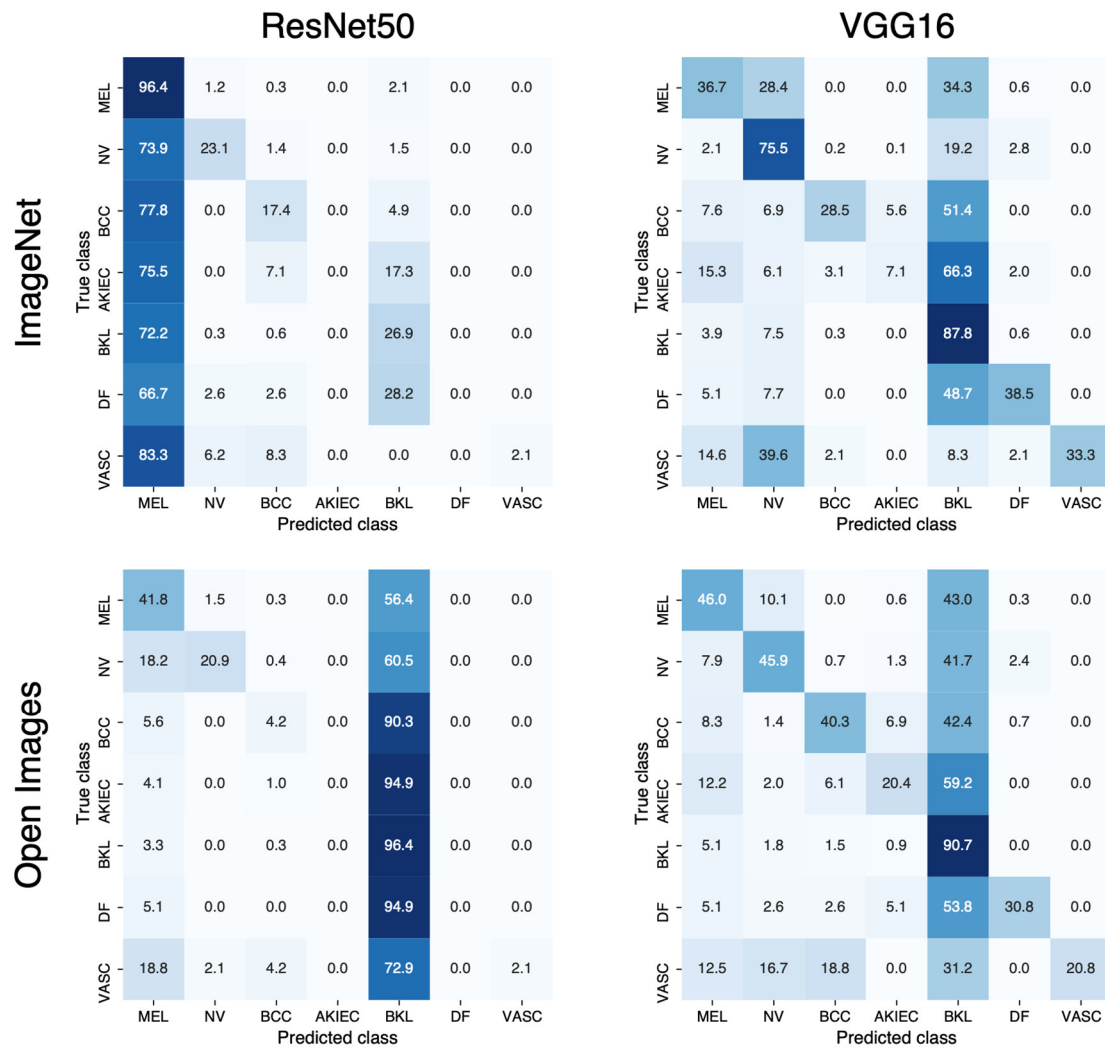 ResNet50 VGG16
ImageNet
True class
MEL 96.4 1.2 0.3 0.0 2.1 0.0 0.0
NV 73.9 23.1 1.4 0.0 1.5 0.0 0.0
BCC 77.8 0.0 17.4 0.0 4.9 0.0 0.0
AKIEC 75.5 0.0 7.1 0.0 17.3 0.0 0.0
BKL 72.2 0.3 0.6 0.0 26.9 0.0 0.0
DF 66.7 2.6 2.6 0.0 28.2 0.0 0.0
VASC 83.3 6.2 8.3 0.0 0.0 0.0 2.1
MEL NV BCC AKIEC BKL DF VASC
Predicted class
True class
MEL 36.7 28.4 0.0 0.0 34.3 0.6 0.0
NV 2.1 75.5 0.2 0.1 19.2 2.8 0.0
BCC 7.6 6.9 28.5 5.6 51.4 0.0 0.0
AKIEC 15.3 6.1 3.1 7.1 66.3 2.0 0.0
BKL 3.9 7.5 0.3 0.0 87.8 0.6 0.0
DF 5.1 7.7 0.0 0.0 48.7 38.5 0.0
VASC 14.6 39.6 2.1 0.0 8.3 2.1 33.3
MEL NV BCC AKIEC BKL DF VASC
Predicted class
Open Images
True class
MEL 41.8 1.5 0.3 0.0 56.4 0.0 0.0
NV 18.2 20.9 0.4 0.0 60.5 0.0 0.0
BCC 5.6 0.0 4.2 0.0 90.3 0.0 0.0
AKIEC 4.1 0.0 1.0 0.0 94.9 0.0 0.0
BKL 3.3 0.0 0.3 0.0 96.4 0.0 0.0
DF 5.1 0.0 0.0 0.0 94.9 0.0 0.0
VASC 18.8 2.1 4.2 0.0 72.9 0.0 2.1
MEL NV BCC AKIEC BKL DF VASC
Predicted class
True class
MEL 46.0 10.1 0.0 0.6 43.0 0.3 0.0
NV 7.9 45.9 0.7 1.3 41.7 2.4 0.0
BCC 8.3 1.4 40.3 6.9 42.4 0.7 0.0
AKIEC 12.2 2.0 6.1 20.4 59.2 0.0 0.0
BKL 5.1 1.8 1.5 0.9 90.7 0.0 0.0
DF 5.1 2.6 2.6 5.1 53.8 30.8 0.0
VASC 12.5 16.7 18.8 0.0 31.2 0.0 20.8
MEL NV BCC AKIEC BKL DF VASC
Predicted class